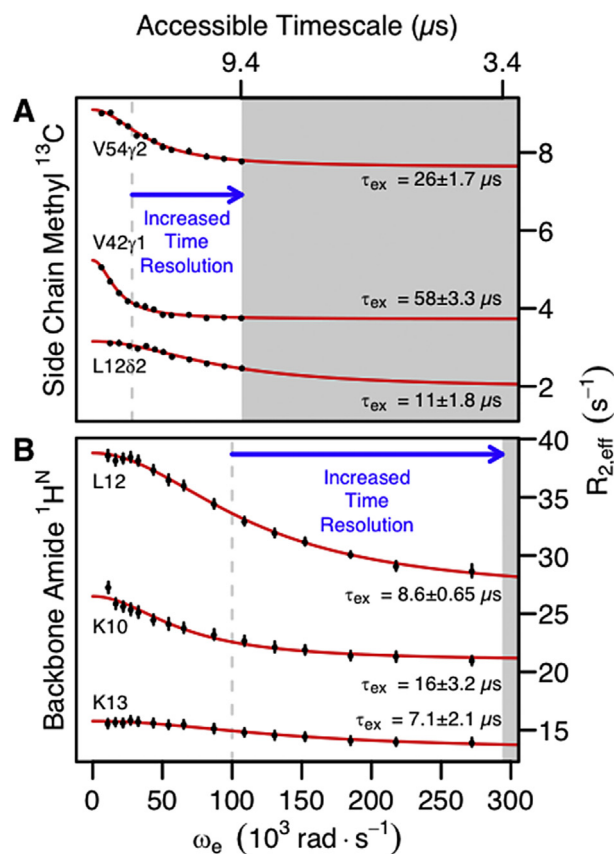 Accessible Timescale (µs)
9.4 3.4
A
Side Chain Methyl ¹³C
V54γ2
τex = 26±1.7 µs
Increased
Time
Resolution
V42γ1
τex = 58±3.3 µs
L12δ2
τex = 11±1.8 µs
8
6
4
2
R2,eff (s⁻¹)
B
Backbone Amide ¹Hᴺ
L12
Increased
Time
Resolution
τex = 8.6±0.65 µs
K10
τex = 16±3.2 µs
K13
τex = 7.1±2.1 µs
40
35
30
25
20
15
0 50 100 150 200 250 300
ωe (10³ rad · s⁻¹)